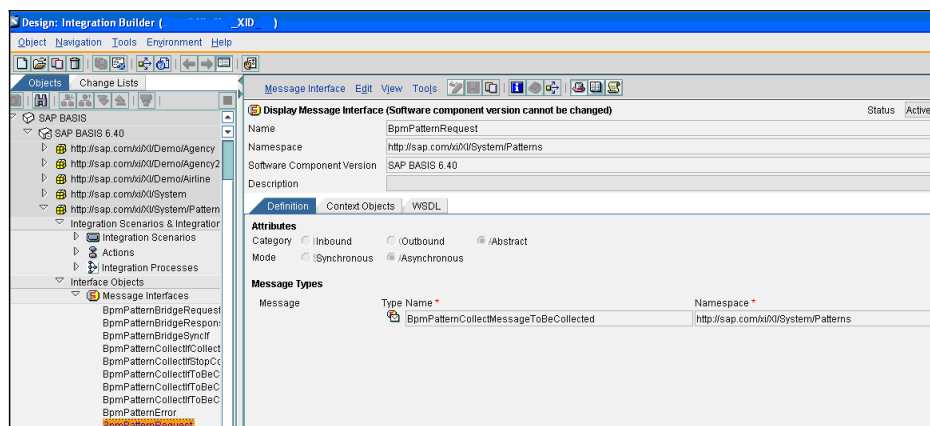 Design: Integration Builder ( _XID_ )
Object Navigation Tools Environment Help
Objects Change Lists
SAP BASIS
SAP BASIS 6.40
http://sap.com/xi/XI/Demo/Agency
http://sap.com/xi/XI/Demo/Agency2
http://sap.com/xi/XI/Demo/Airline
http://sap.com/xi/XI/System
http://sap.com/xi/XI/System/Pattern
Integration Scenarios & Integration
Integration Scenarios
Actions
Integration Processes
Interface Objects
Message Interfaces
BpmPatternBridgeRequest
BpmPatternBridgeRespon
BpmPatternBridgeSyncIf
BpmPatternCollectIfCollect
BpmPatternCollectIfStopCo
BpmPatternCollectIfToBeC
BpmPatternCollectIfToBeC
BpmPatternCollectIfToBeC
BpmPatternError
BpmPatternRequest
Message Interface Edit View Tools
Display Message Interface (Software component version cannot be changed) Status Active
Name BpmPatternRequest
Namespace http://sap.com/xi/XI/System/Patterns
Software Component Version SAP BASIS 6.40
Description
Definition Context Objects WSDL
Attributes
Category Inbound Outbound Abstract
Mode Synchronous Asynchronous
Message Types
Message Type Name * Namespace *
BpmPatternCollectMessageToBeCollected http://sap.com/xi/XI/System/Patterns